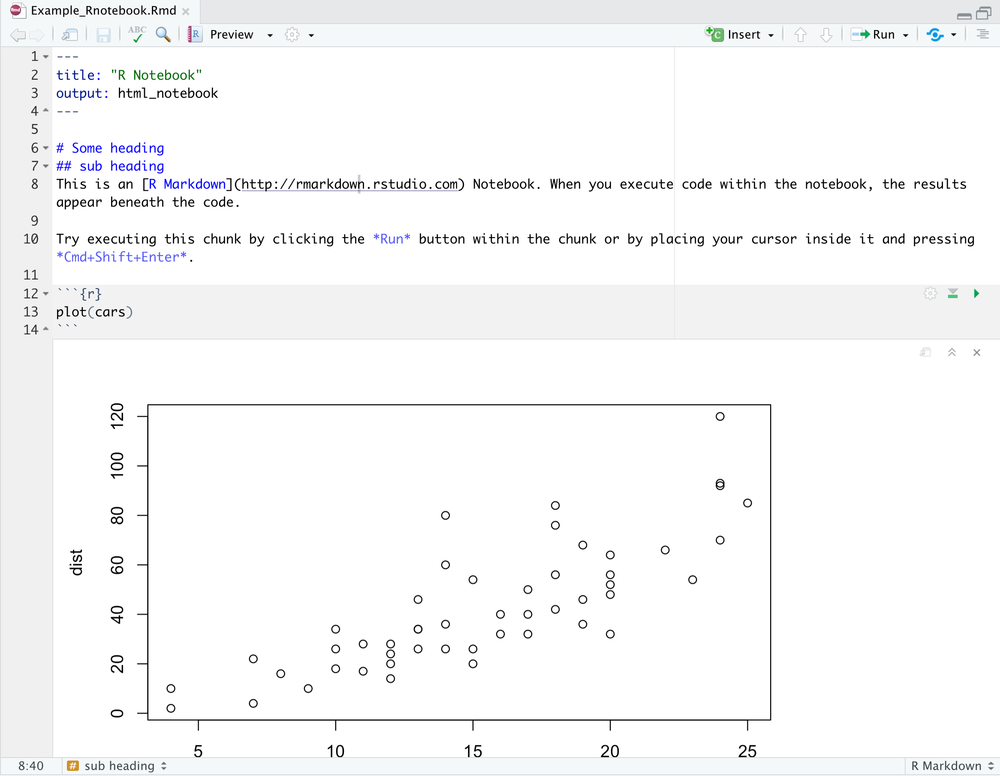 Example_Rnotebook.Rmd
ABC Preview Insert Run
1 ---
2 title: "R Notebook"
3 output: html_notebook
4 ---
5
6 # Some heading
7 ## sub heading
8 This is an [R Markdown](http://rmarkdown.rstudio.com) Notebook. When you execute code within the notebook, the results
appear beneath the code.
9
10 Try executing this chunk by clicking the *Run* button within the chunk or by placing your cursor inside it and pressing
*Cmd+Shift+Enter*.
11
12 ```{r}
13 plot(cars)
14 ```
120
100
80
60
40
20
0
dist
5 10 15 20 25
8:40 # sub heading R Markdown